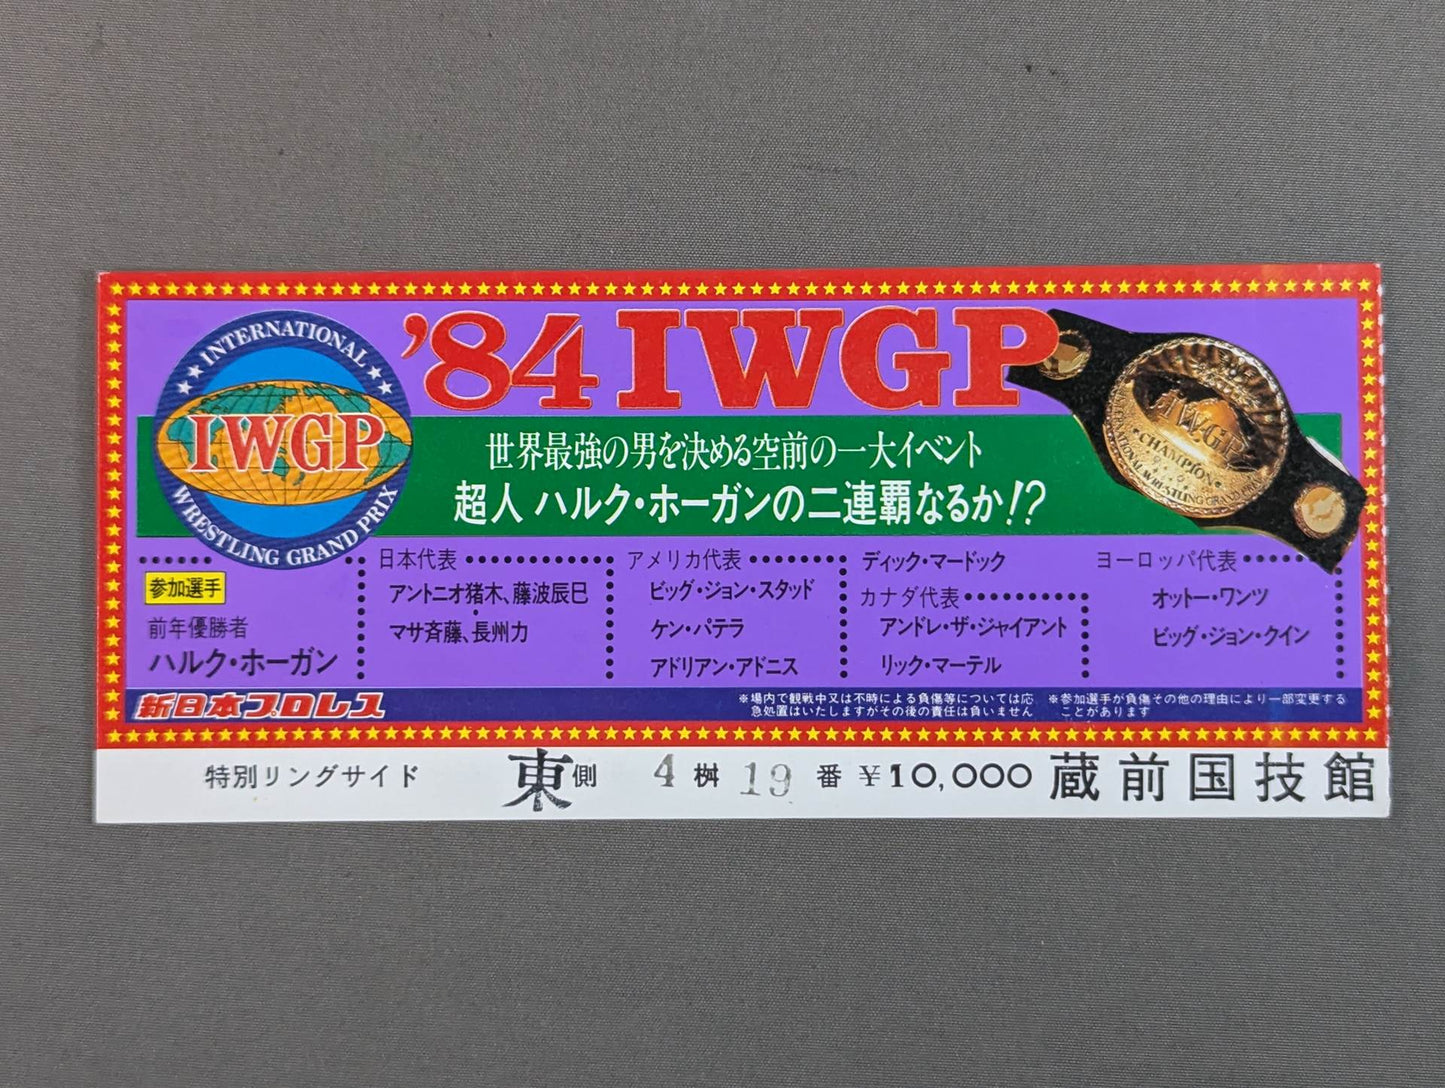 '84 IWGP
INTERNATIONAL
IWGP
WRESTLING GRAND PRIX
世界最強の男を決める空前の一大イベント
超人 ハルク・ホーガンの二連覇なるか!?
IWGP
CHAMPION
INTERNATIONAL WRESTLING GRAND
参加選手
前年優勝者
ハルク・ホーガン
日本代表
アントニオ猪木、藤波辰巳
マサ斉藤、長州力
アメリカ代表
ビッグ・ジョン・スタッド
ケン・パテラ
アドリアン・アドニス
ディック・マードック
カナダ代表
アンドレ・ザ・ジャイアント
リック・マーテル
ヨーロッパ代表
オットー・ワンツ
ビッグ・ジョン・クイン
新日本プロレス
※場内で観戦中又は不時による負傷等については応
急処置はいたしますがその後の責任は負いません
※参加選手が負傷その他の理由により一部変更する
ことがあります
特別リングサイド 東側 4 桝 19 番 ¥10,000 蔵前国技館